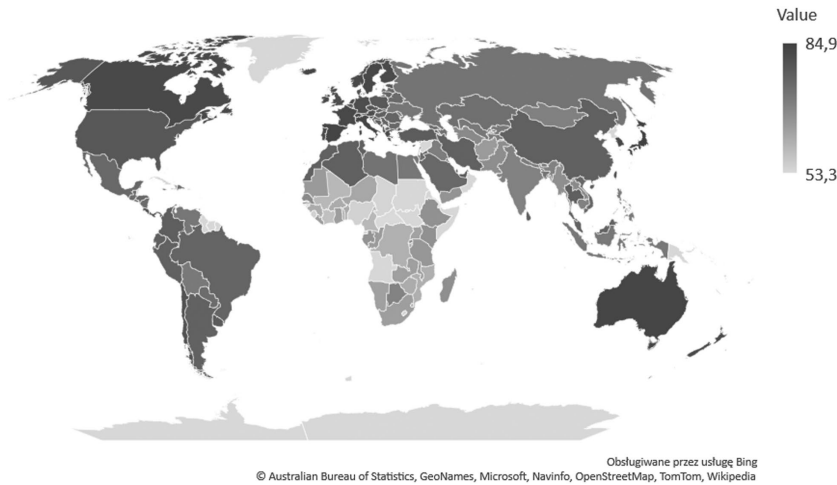 Value
84,9
53,3
Obsługiwane przez usługę Bing
© Australian Bureau of Statistics, GeoNames, Microsoft, Navinfo, OpenStreetMap, TomTom, Wikipedia